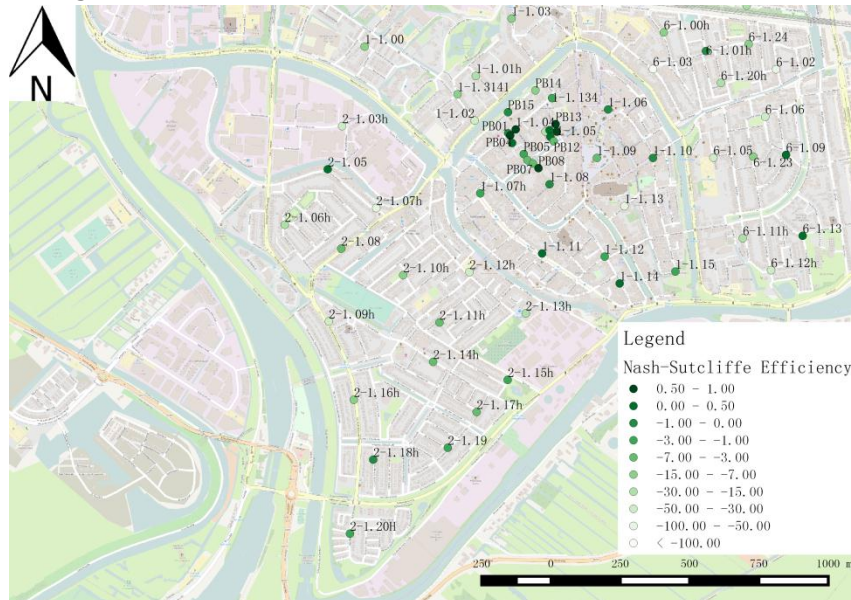 1-1.03
6-1.00h
6-1.24
1-1.00
6-1.01h
N
1-1.01h
6-1.03
6-1.02
1-1.3141
PB14
6-1.20h
PB15
1-1.134
1-1.06
2-1.03h
1-1.02
PB01
1-1.04
PB13
1-1.05
6-1.06
PB04
PB05
PB12
2-1.05
PB07
PB08
1-1.09
1-1.10
6-1.05
6-1.23
6-1.09
1-1.07h
1-1.08
2-1.07h
1-1.13
2-1.06h
2-1.08
1-1.11
1-1.12
6-1.11h
6-1.13
2-1.10h
2-1.12h
1-1.14
1-1.15
6-1.12h
2-1.09h
2-1.11h
2-1.13h
2-1.14h
2-1.15h
2-1.16h
2-1.17h
2-1.19
2-1.18h
2-1.20H
Legend
Nash-Sutcliffe Efficiency
0.50 - 1.00
0.00 - 0.50
-1.00 - 0.00
-3.00 - -1.00
-7.00 - -3.00
-15.00 - -7.00
-30.00 - -15.00
-50.00 - -30.00
-100.00 - -50.00
< -100.00
250 0 250 500 750 1000 m